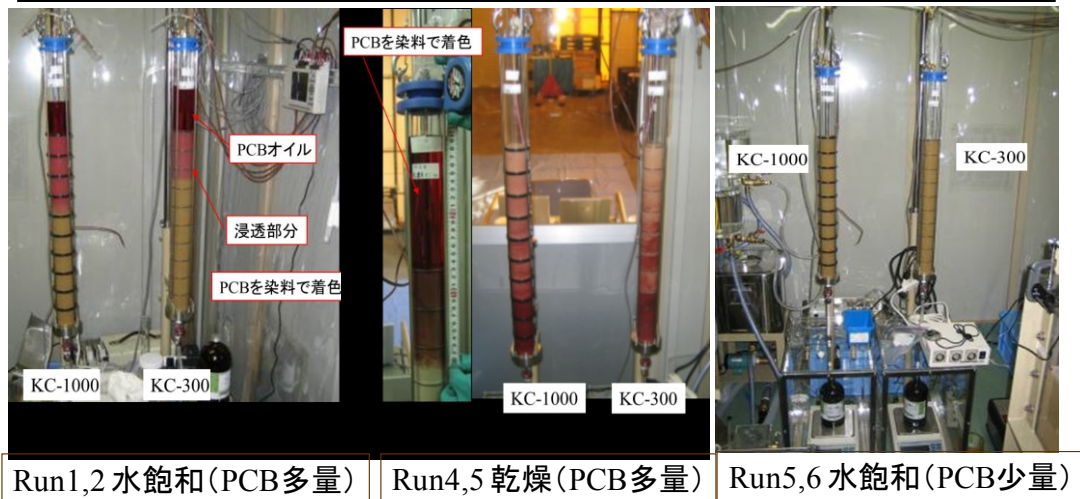 PCBオイル
浸透部分
PCBを染料で着色
KC-1000
KC-300
PCBを染料で着色
KC-1000
KC-300
KC-1000
KC-300
Run1,2 水飽和(PCB多量)
Run4,5 乾燥(PCB多量)
Run5,6 水飽和(PCB少量)